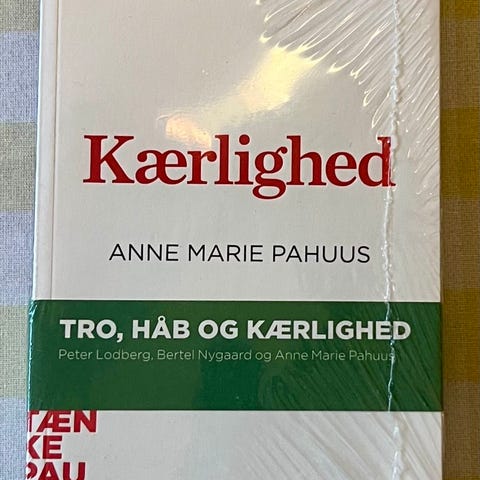 Kærlighed
ANNE MARIE PAHUUS
TRO, HÅB OG KÆRLIGHED
Peter Lodberg, Bertel Nygaard og Anne Marie Pahuus
TÆN
KE
PAU